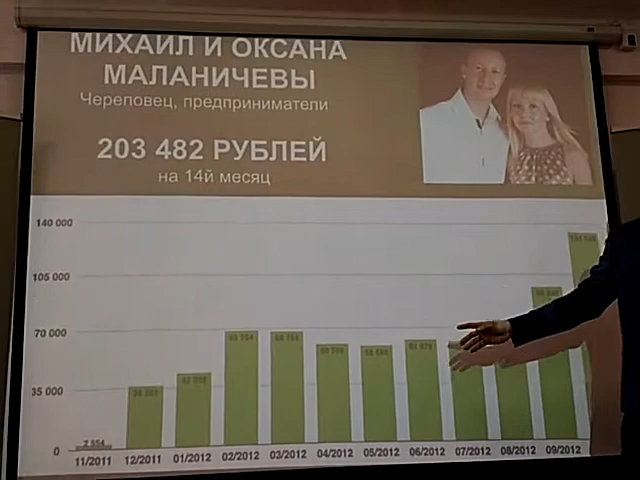 МИХАИЛ И ОКСАНА
МАЛАНИЧЕВЫ
Череповец, предприниматели
203 482 РУБЛЕЙ
на 14й месяц
140 000
105 000
70 000
35 000
0
2 554
11/2011 12/2011 01/2012 02/2012 03/2012 04/2012 05/2012 06/2012 07/2012 08/2012 09/2012